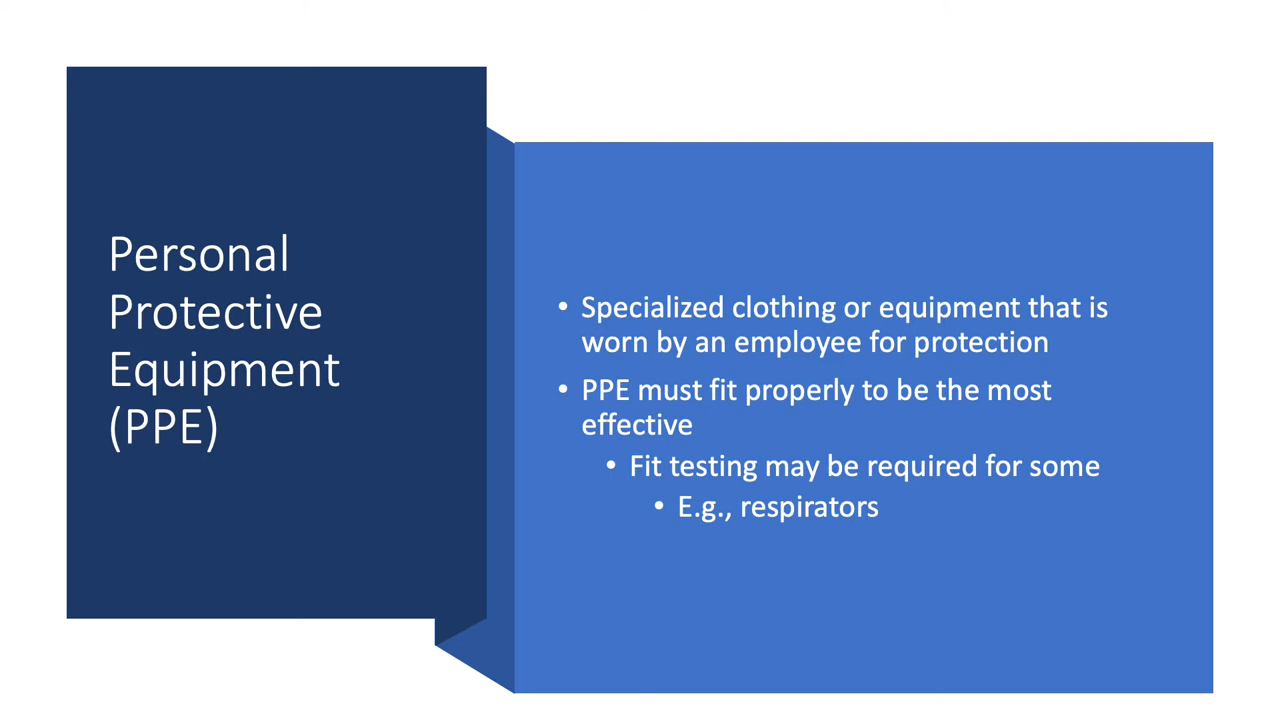 Personal
Protective
Equipment
(PPE)
• Specialized clothing or equipment that is
worn by an employee for protection
• PPE must fit properly to be the most
effective
• Fit testing may be required for some
• E.g., respirators